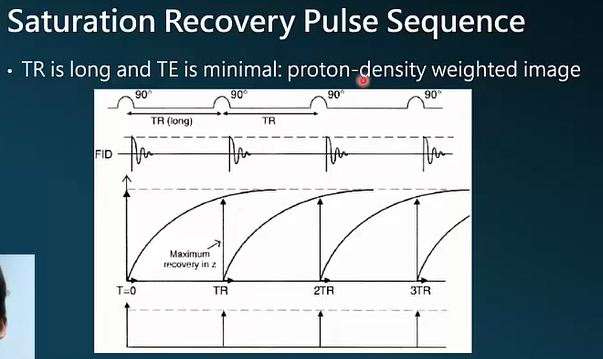 Saturation Recovery Pulse Sequence
• TR is long and TE is minimal: proton-density weighted image
90° 90° 90° 90°
TR (long) TR
FID
Maximum
recovery in z
T=0 TR 2TR 3TR